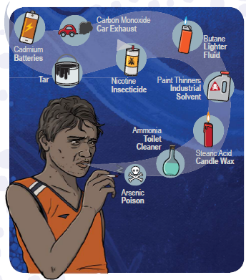 Carbon Monoxide
Car Exhaust
Butane
Lighter
Fluid
Cadmium
Batteries
Tar
Nicotine
Insecticide
Paint Thinners
Industrial
Solvent
Ammonia
Toilet
Cleaner
Stearic Acid
Candle Wax
Arsenic
Poison